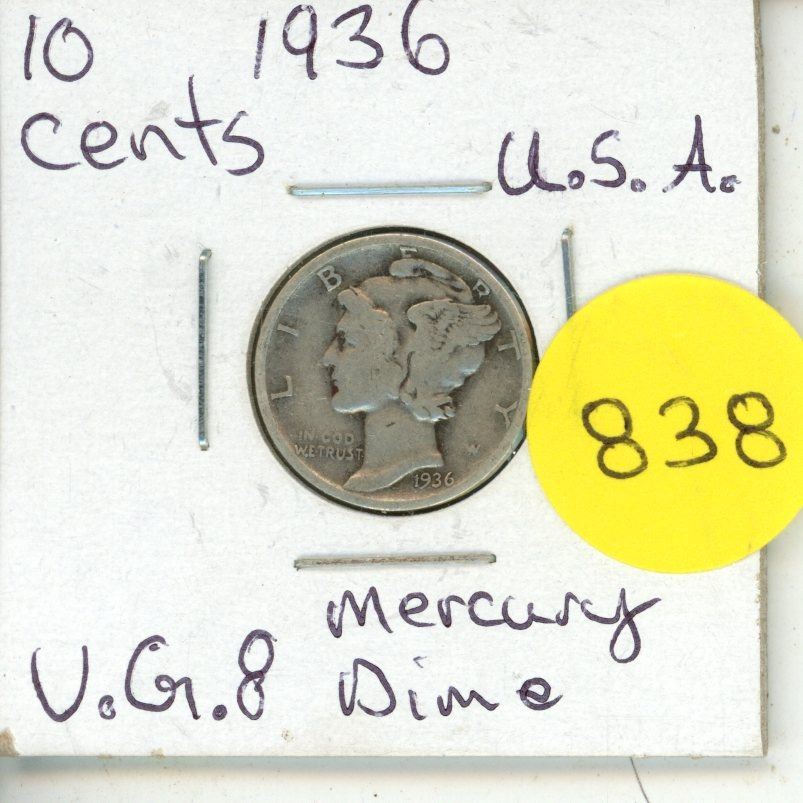 10 1936
cents
U.S.A.
LIBERTY
IN GOD
WE TRUST
1936
838
Mercury
V.G.8 Dime